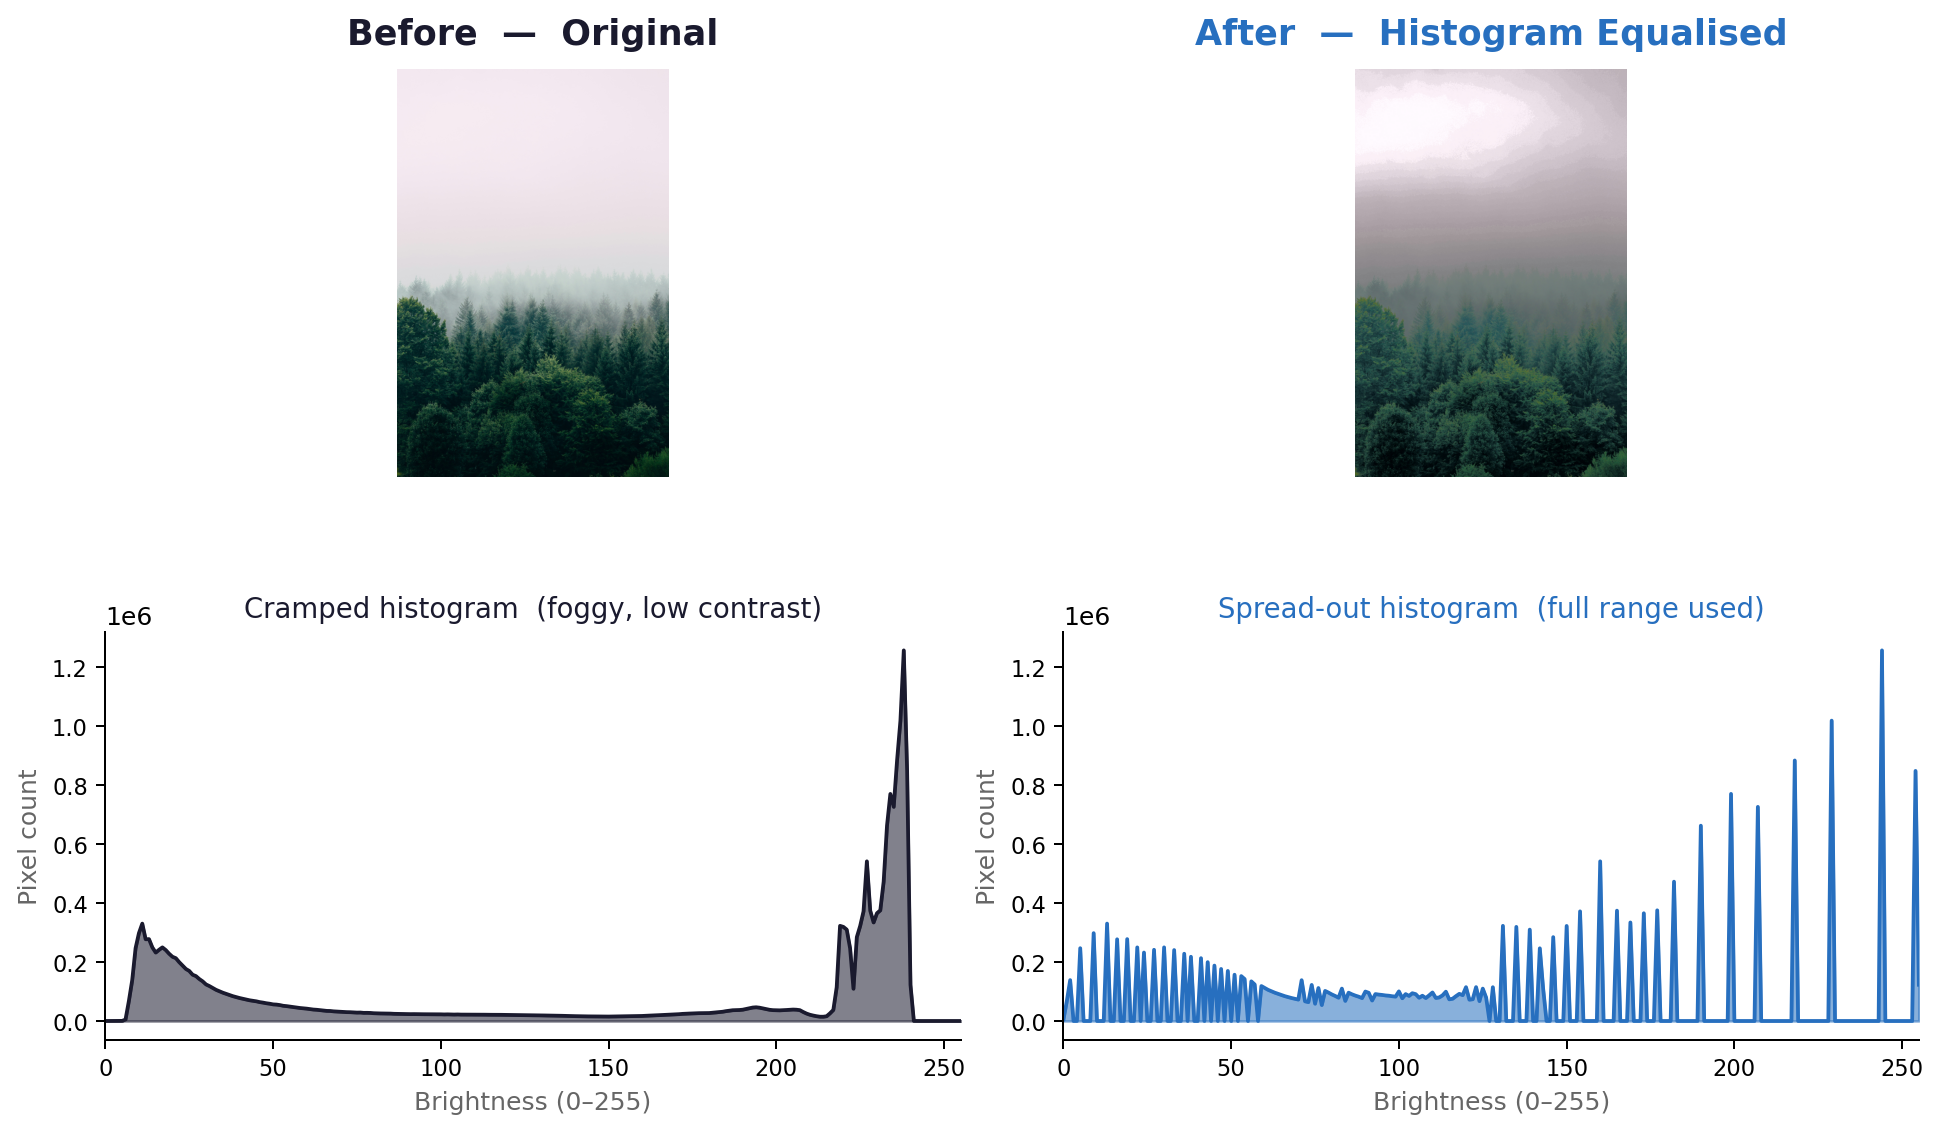 Before — Original
After — Histogram Equalised
Cramped histogram (foggy, low contrast)
1e6
1.2
1.0
0.8
0.6
0.4
0.2
0.0
Pixel count
0 50 100 150 200 250
Brightness (0–255)
Spread-out histogram (full range used)
1e6
1.2
1.0
0.8
0.6
0.4
0.2
0.0
Pixel count
0 50 100 150 200 250
Brightness (0–255)